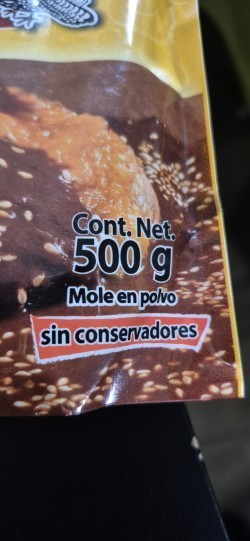 Cont. Net.
500 g
Mole en polvo
sin conservadores